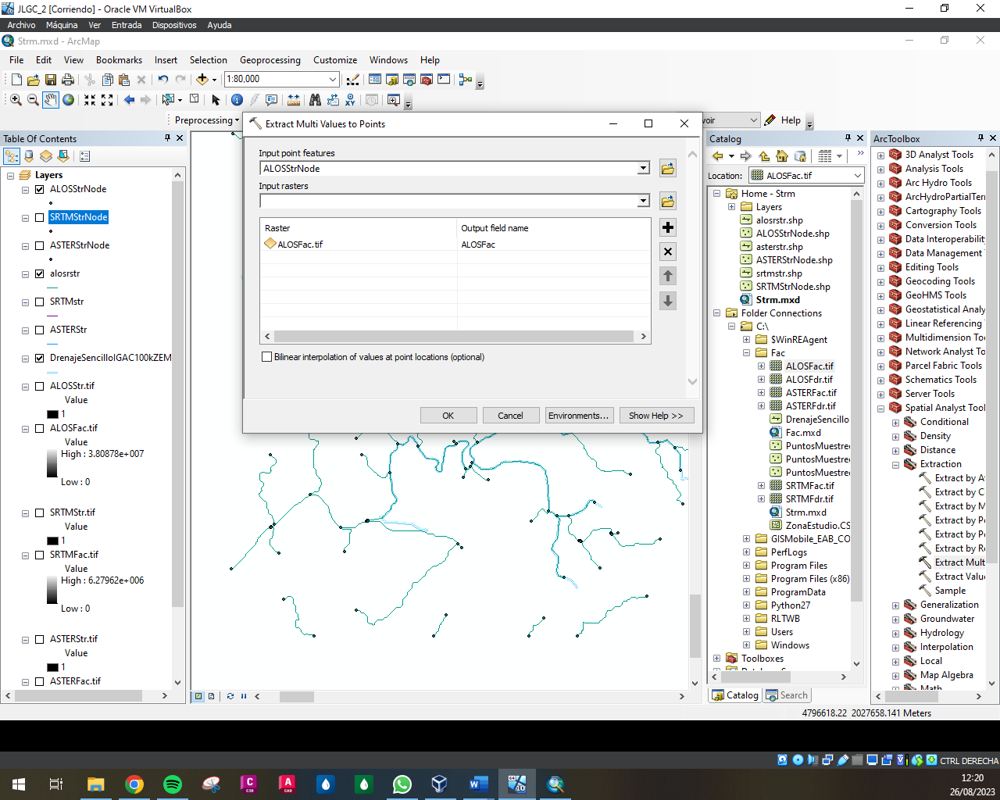 JLGC_2 [Corriendo] - Oracle VM VirtualBox
Archivo Máquina Ver Entrada Dispositivos Ayuda
Strm.mxd - ArcMap
File Edit View Bookmarks Insert Selection Geoprocessing Customize Windows Help
1:80,000
Preprocessing
Help
Table Of Contents
Layers
ALOSStrNode
SRTMStrNode
ASTERStrNode
alosrstr
SRTMstr
ASTERStr
DrenajeSencilloIGAC100kZEM
ALOSStr.tif
Value
1
ALOSFac.tif
Value
High : 3.80878e+007
Low : 0
SRTMStr.tif
Value
1
SRTMFac.tif
Value
High : 6.27962e+006
Low : 0
ASTERStr.tif
Value
1
ASTERFac.tif
Extract Multi Values to Points
Input point features
ALOSStrNode
Input rasters
Raster Output field name
ALOSFac.tif ALOSFac
Bilinear interpolation of values at point locations (optional)
OK Cancel Environments... Show Help >>
Catalog
Location: ALOSFac.tif
Home - Strm
Layers
alosrstr.shp
ALOSStrNode.shp
asterstr.shp
ASTERStrNode.shp
srtmstr.shp
SRTMStrNode.shp
Strm.mxd
Folder Connections
C:\
$WinREAgent
Fac
ALOSFac.tif
ALOSFdr.tif
ASTERFac.tif
ASTERFdr.tif
DrenajeSencillo
Fac.mxd
PuntosMuestre
PuntosMuestre
PuntosMuestre
SRTMFac.tif
SRTMFdr.tif
Strm.mxd
ZonaEstudio.CS
GISMobile_EAB_CO
PerfLogs
Program Files
Program Files (x86)
ProgramData
Python27
RLTWB
Users
Windows
Toolboxes
Catalog Search
ArcToolbox
3D Analyst Tools
Analysis Tools
Arc Hydro Tools
ArcHydroPartialTer
Cartography Tools
Conversion Tools
Data Interoperability
Data Management
Editing Tools
Geocoding Tools
GeoHMS Tools
Geostatistical Anal
Linear Referencing
Multidimension Too
Network Analyst To
Parcel Fabric Tools
Schematics Tools
Server Tools
Spatial Analyst Tool
Conditional
Density
Distance
Extraction
Extract by A
Extract by C
Extract by M
Extract by P
Extract by P
Extract by Re
Extract Mult
Extract Value
Sample
Generalization
Groundwater
Hydrology
Interpolation
Local
Map Algebra
Math
4796618.22 2027658.141 Meters
CTRL DERECHA
12:20
26/08/2023